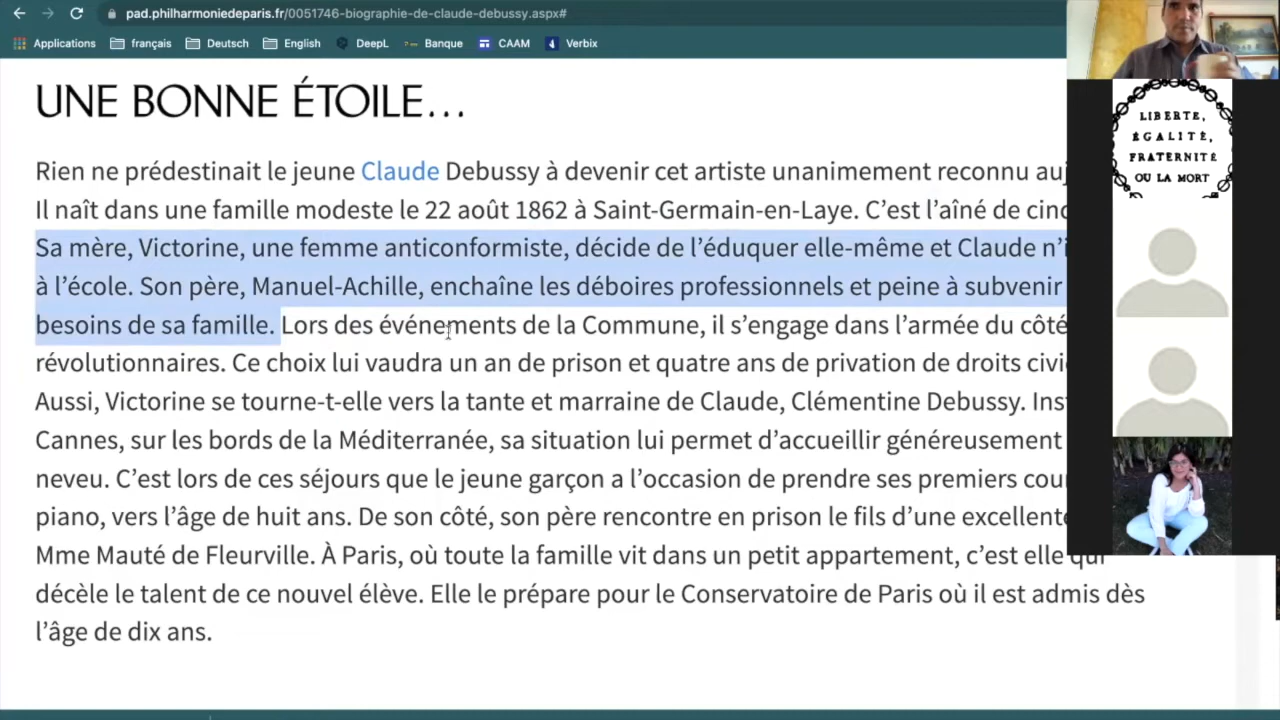 pad.philharmoniedeparis.fr/0051746-biographie-de-claude-debussy.aspx#
Applications français Deutsch English DeepL Banque CAAM Verbix
UNE BONNE ÉTOILE…
Rien ne prédestinait le jeune Claude Debussy à devenir cet artiste unanimement reconnu
Il naît dans une famille modeste le 22 août 1862 à Saint-Germain-en-Laye. C’est l’aîné de
Sa mère, Victorine, une femme anticonformiste, décide de l’éduquer elle-même et Claude
à l’école. Son père, Manuel-Achille, enchaîne les déboires professionnels et peine à subvenir
besoins de sa famille. Lors des événements de la Commune, il s’engage dans l’armée du côté
révolutionnaires. Ce choix lui vaudra un an de prison et quatre ans de privation de droits
Aussi, Victorine se tourne-t-elle vers la tante et marraine de Claude, Clémentine Debussy.
Cannes, sur les bords de la Méditerranée, sa situation lui permet d’accueillir généreusement
neveu. C’est lors de ces séjours que le jeune garçon a l’occasion de prendre ses premiers
piano, vers l’âge de huit ans. De son côté, son père rencontre en prison le fils d’une
Mme Mauté de Fleurville. À Paris, où toute la famille vit dans un petit appartement, c’est elle qui
décèle le talent de ce nouvel élève. Elle le prépare pour le Conservatoire de Paris où il est admis dès
l’âge de dix ans.
LIBERTE,
ÉGALITÉ,
FRATERNITÉ
OU LA MORT